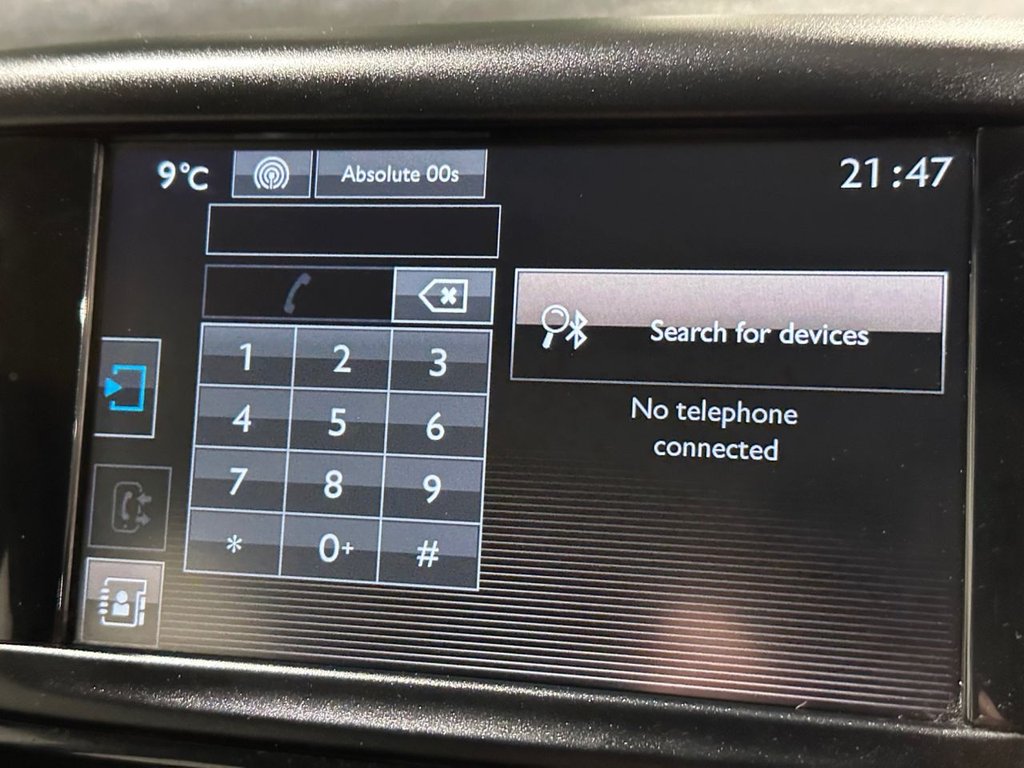 9°C
Absolute 00s
21:47
1 2 3
4 5 6
7 8 9
* 0+ #
Search for devices
No telephone
connected